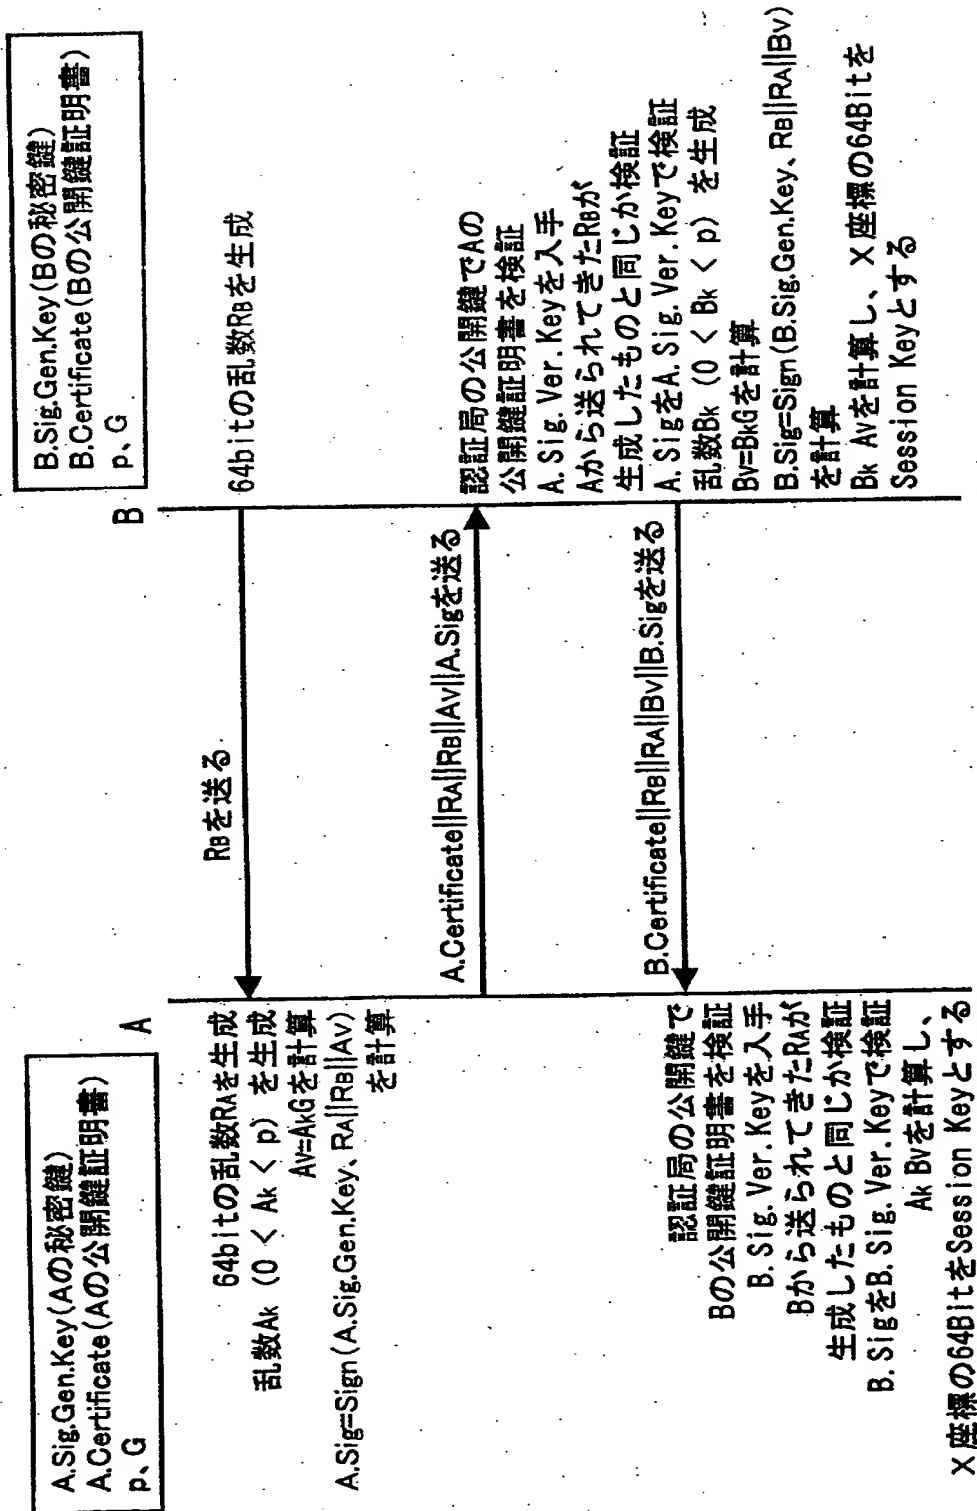 A.Sig.Gen.Key(Aの秘密鍵)
A.Certificate(Aの公開鍵証明書)
p、G
B.Sig.Gen.Key(Bの秘密鍵)
B.Certificate(Bの公開鍵証明書)
p、G
A
B
64bitの乱数RBを生成
RBを送る
64bitの乱数RAを生成
乱数Ak (0 < Ak < p) を生成
Av=AkGを計算
A.Sig=Sign(A.Sig.Gen.Key、RA||RB||Av)
を計算
A.Certificate||RA||RB||Av||A.Sigを送る
認証局の公開鍵でAの
公開鍵証明書を検証
A.Sig.Ver.Keyを入手
Aから送られてきたRBが
生成したものと同じか検証
A.SigをA.Sig.Ver.Keyで検証
乱数Bk (0 < Bk < p) を生成
Bv=BkGを計算
B.Sig=Sign(B.Sig.Gen.Key、RB||RA||Bv)
を計算
Bk Avを計算し、X座標の64Bitを
Session Keyとする
B.Certificate||RB||RA||Bv||B.Sigを送る
認証局の公開鍵で
Bの公開鍵証明書を検証
B.Sig.Ver.Keyを入手
Bから送られてきたRAが
生成したものと同じか検証
B.SigをB.Sig.Ver.Keyで検証
Ak Bvを計算し、
X座標の64BitをSession Keyとする